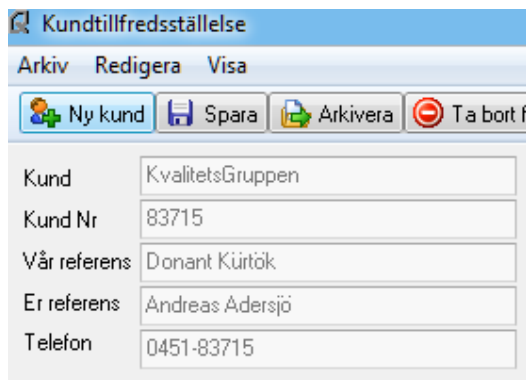 Kundtillfredsställelse
Arkiv Redigera Visa
Ny kund Spara Arkivera Ta bort f
Kund KvalitetsGruppen
Kund Nr 83715
Vår referens Donant Kürtök
Er referens Andreas Adersjö
Telefon 0451-83715